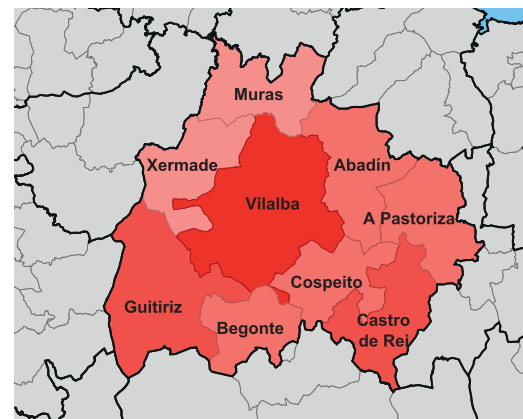 Muras
Xermade
Abadín
Vilalba
A Pastoriza
Cospeito
Guitiriz
Castro
de Rei
Begonte